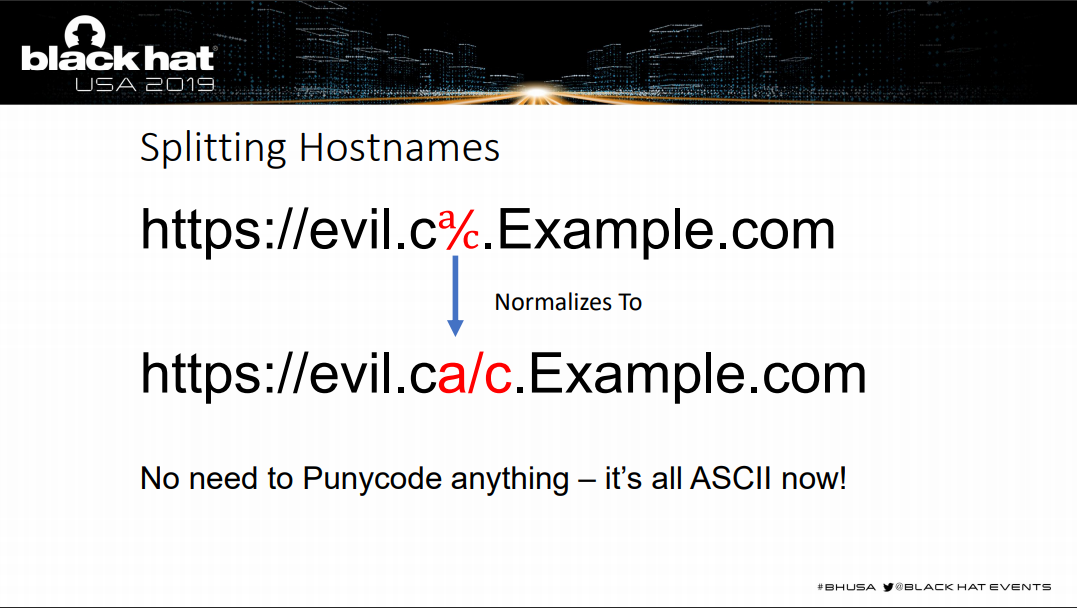 black hat®
USA 2019
Splitting Hostnames
https://evil.c℀.Example.com
Normalizes To
https://evil.ca/c.Example.com
No need to Punycode anything – it’s all ASCII now!
#BHUSA @BLACK HAT EVENTS